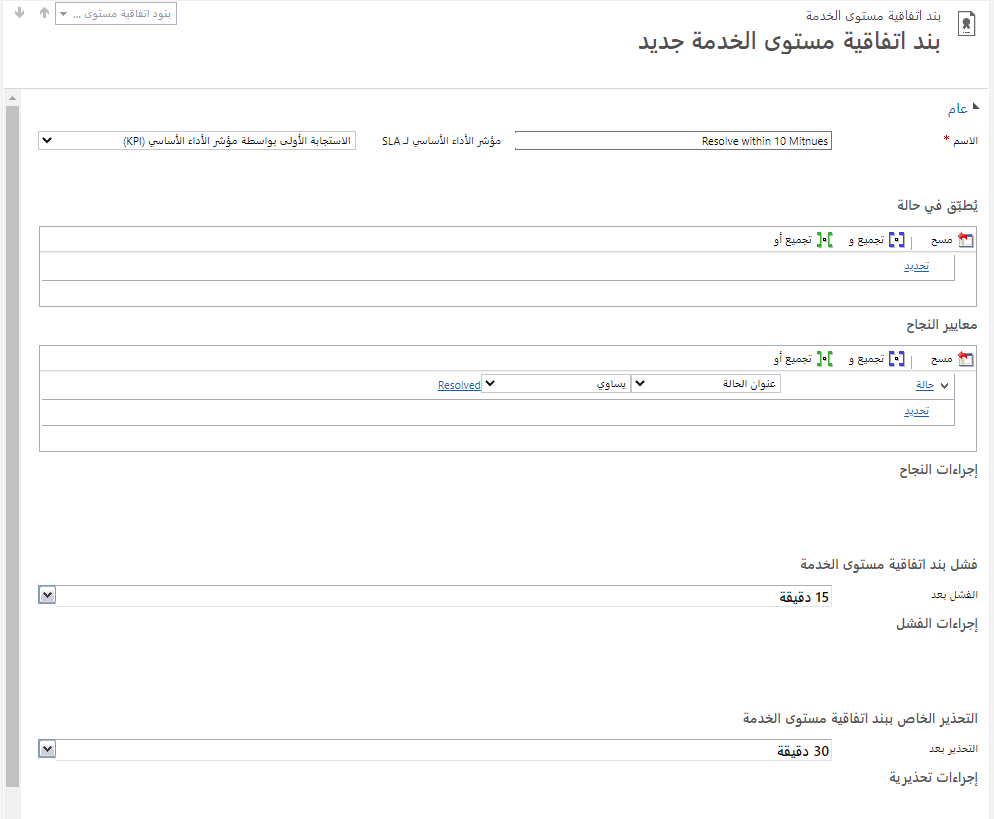 بنود اتفاقية مستوى ...
بند اتفاقية مستوى الخدمة
بند اتفاقية مستوى الخدمة جديد
عام
الاسم *
Resolve within 10 Mitnues
مؤشر الأداء الأساسي لـ SLA
الاستجابة الأولى بواسطة مؤشر الأداء الأساسي (KPI)
يُطبّق في حالة
مسح | تجميع و تجميع أو
تحديد
معايير النجاح
مسح | تجميع و تجميع أو
حالة عنوان الحالة يساوي Resolved
تحديد
إجراءات النجاح
فشل بند اتفاقية مستوى الخدمة
الفشل بعد 15 دقيقة
إجراءات الفشل
التحذير الخاص ببند اتفاقية مستوى الخدمة
التحذير بعد 30 دقيقة
إجراءات تحذيرية